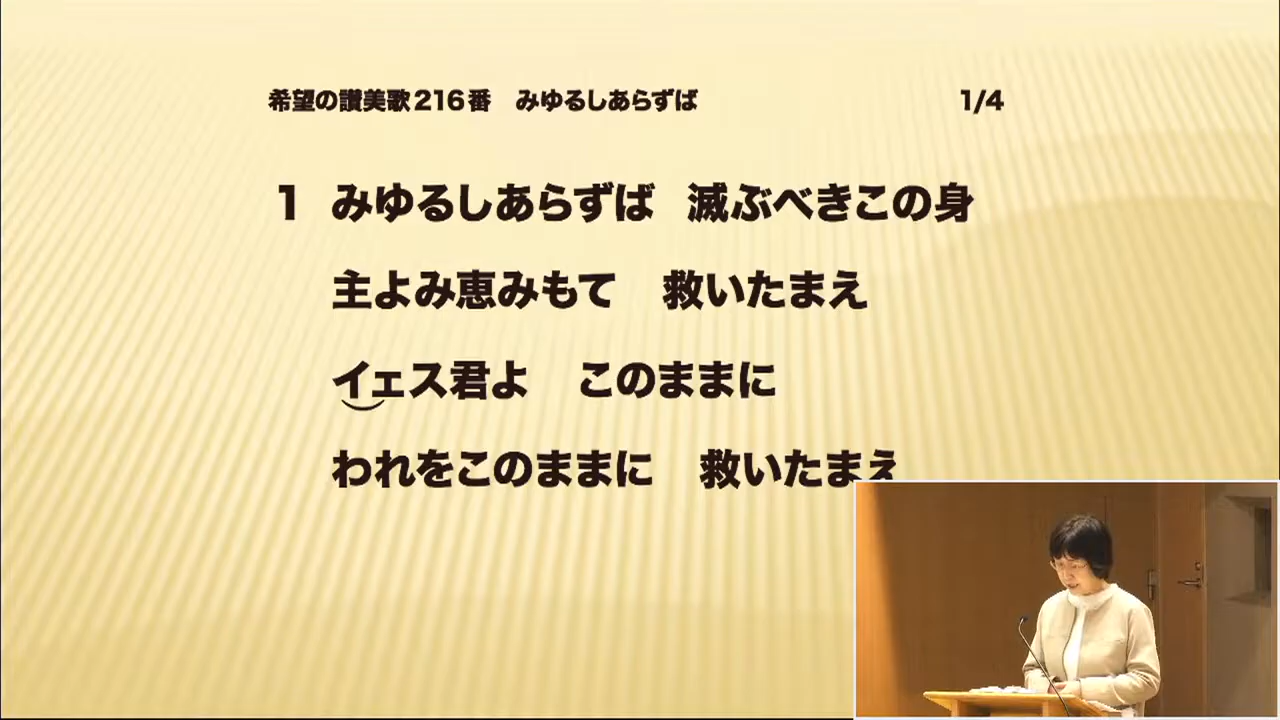 希望の讃美歌216番　みゆるしあらずば　1/4
1 みゆるしあらずば　滅ぶべきこの身
主よみ恵みもて　救いたまえ
イェス君よ　このままに
われをこのままに　救いたまえ